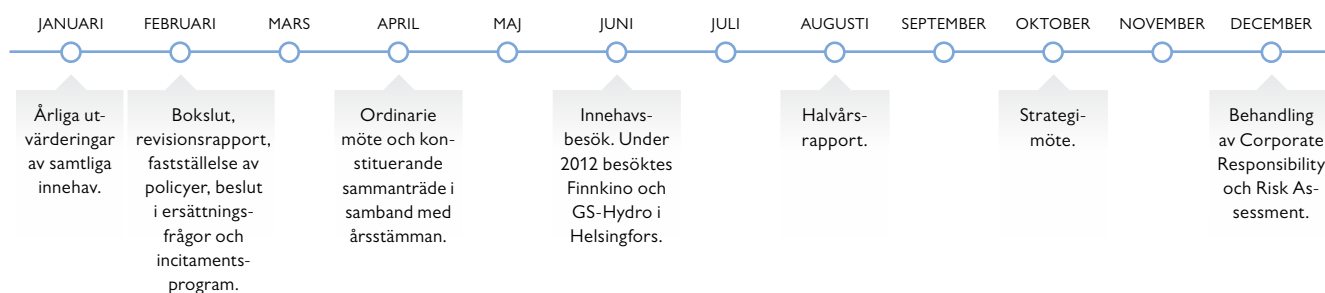 JANUARI FEBRUARI MARS APRIL MAJ JUNI JULI AUGUSTI SEPTEMBER OKTOBER NOVEMBER DECEMBER
Årliga ut-
värderingar
av samtliga
innehav.
Bokslut,
revisionsrapport,
fastställelse av
policyer, beslut
i ersättnings-
frågor och
incitaments-
program.
Ordinarie
möte och kon-
stituerande
sammanträde i
samband med
årsstämman.
Innehavs-
besök. Under
2012 besöktes
Finnkino och
GS-Hydro i
Helsingfors.
Halvårs-
rapport.
Strategi-
möte.
Behandling
av Corporate
Responsibility
och Risk As-
sessment.